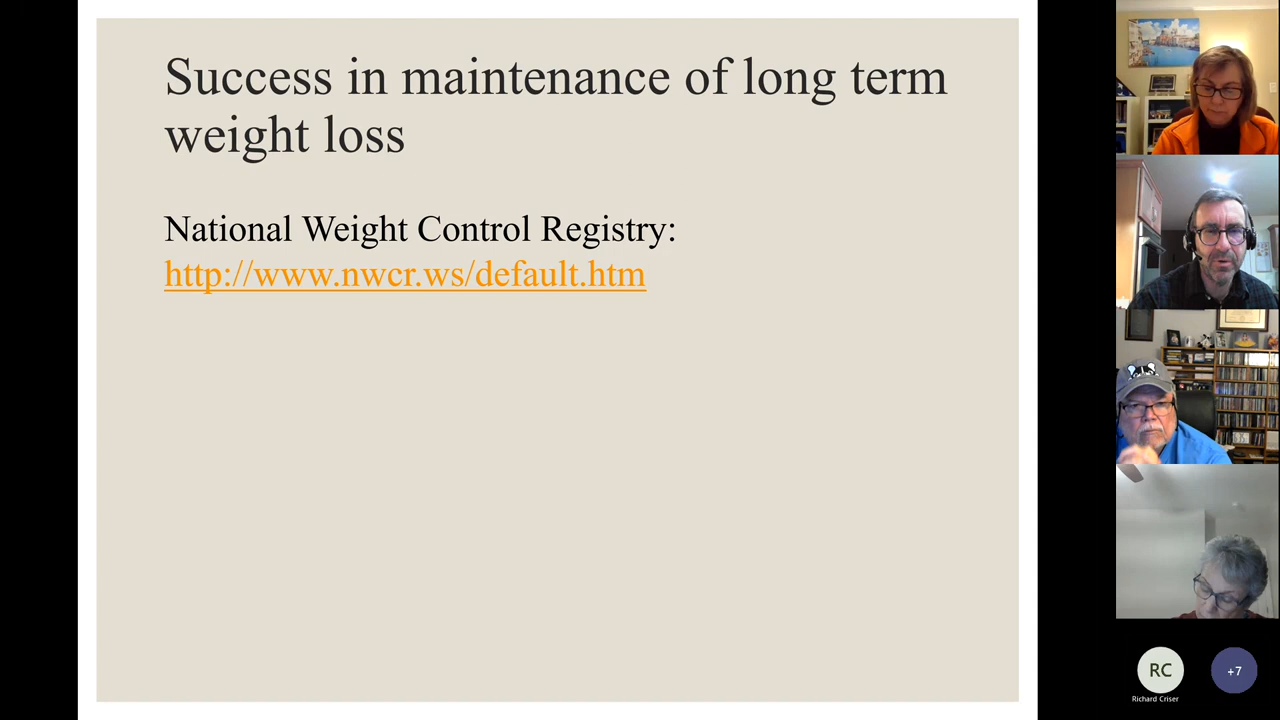 Success in maintenance of long term
weight loss
National Weight Control Registry:
http://www.nwcr.ws/default.htm
RC
+7
Richard Criser